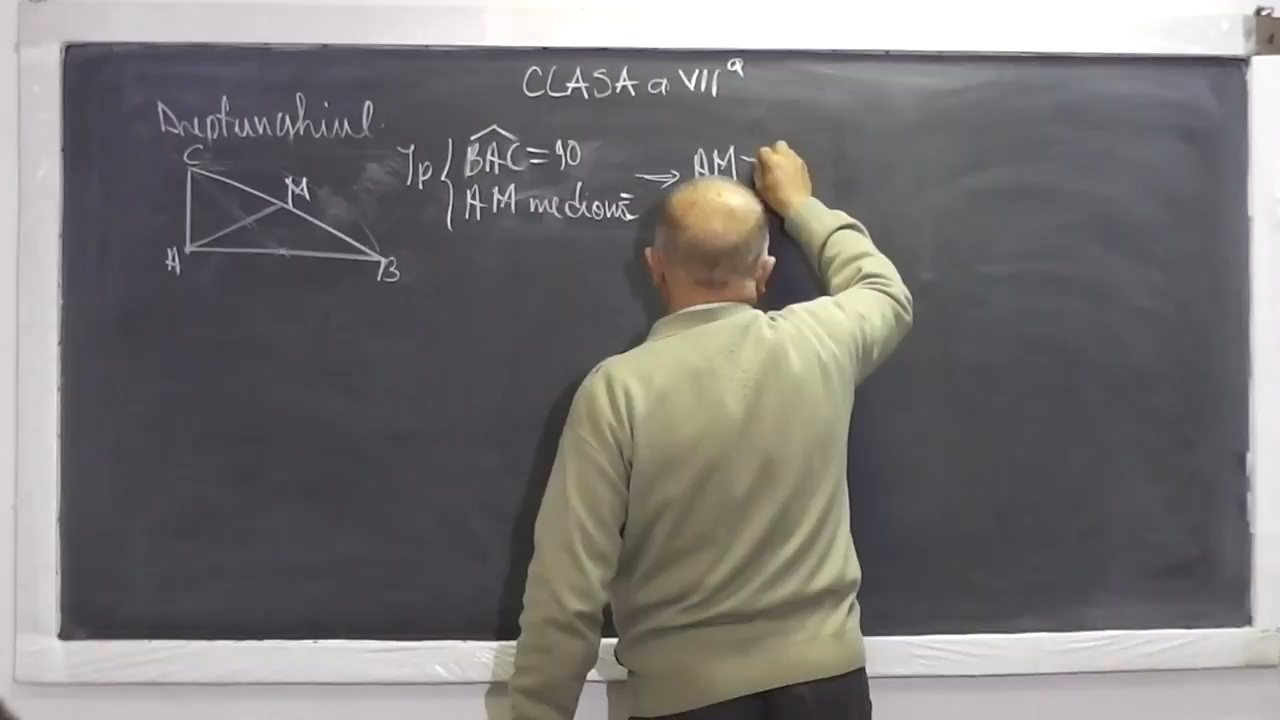 CLASA a VII ª
Dreptunghiul.
C
M
A
B
Ip { BAC = 90
AM mediană
⇒ AM